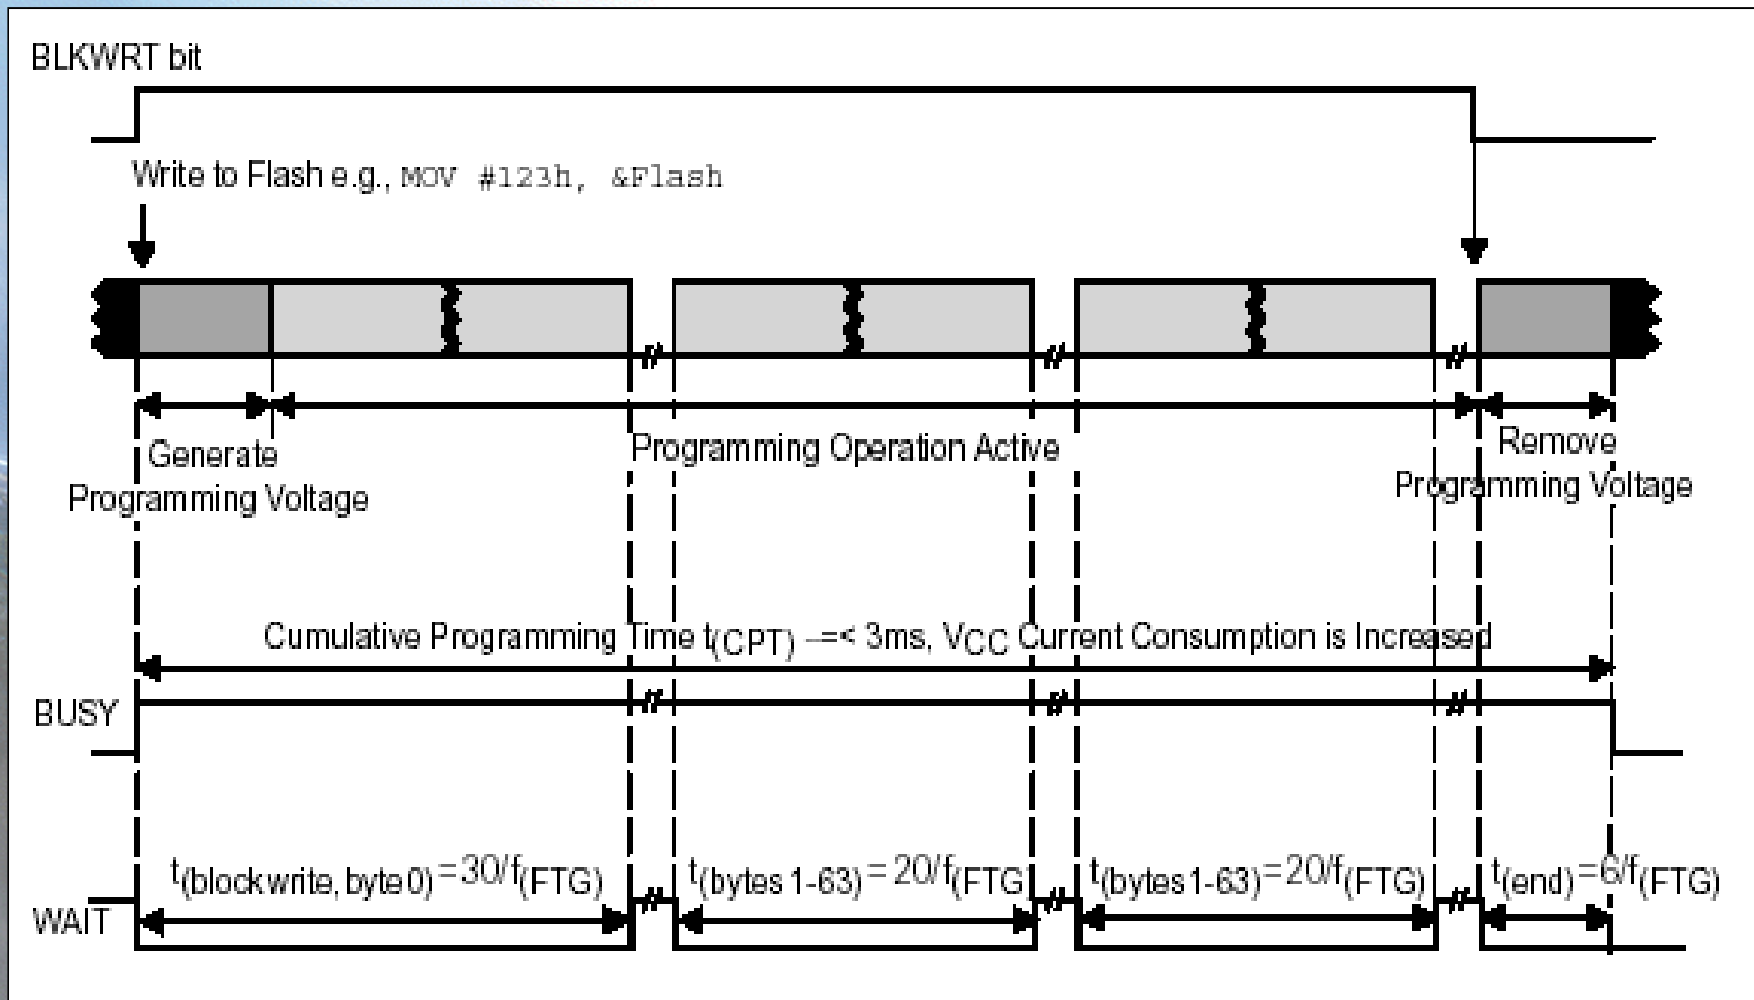 BLKWRT bit
Write to Flash e.g., MOV #123h, &Flash
Generate
Programming Voltage
Programming Operation Active
Remove
Programming Voltage
Cumulative Programming Time t(CPT) -=< 3ms, VCC Current Consumption is Increased
BUSY
t(block write, byte 0) = 30/f(FTG)
t(bytes 1-63) = 20/f(FTG)
t(bytes 1-63) = 20/f(FTG)
t(end) = 6/f(FTG)
WAIT